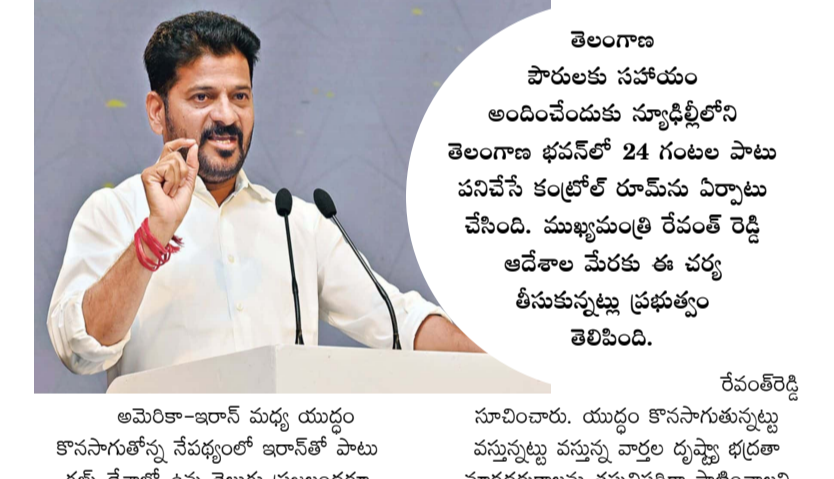 తెలంగాణ
పౌరులకు సహాయం
అందించేందుకు న్యూఢిల్లీలోని
తెలంగాణ భవన్‌లో 24 గంటల పాటు
పనిచేసే కంట్రోల్ రూమ్‌ను ఏర్పాటు
చేసింది. ముఖ్యమంత్రి రేవంత్ రెడ్డి
ఆదేశాల మేరకు ఈ చర్య
తీసుకున్నట్లు ప్రభుత్వం
తెలిపింది.
అమెరికా-ఇరాన్ మధ్య యుద్ధం
కొనసాగుతోన్న నేపథ్యంలో ఇరాన్‌తో పాటు
రేవంత్‌రెడ్డి
సూచించారు. యుద్ధం కొనసాగుతున్నట్టు
వస్తున్నట్టు వస్తున్న వార్తల దృష్ట్యా భద్రతా